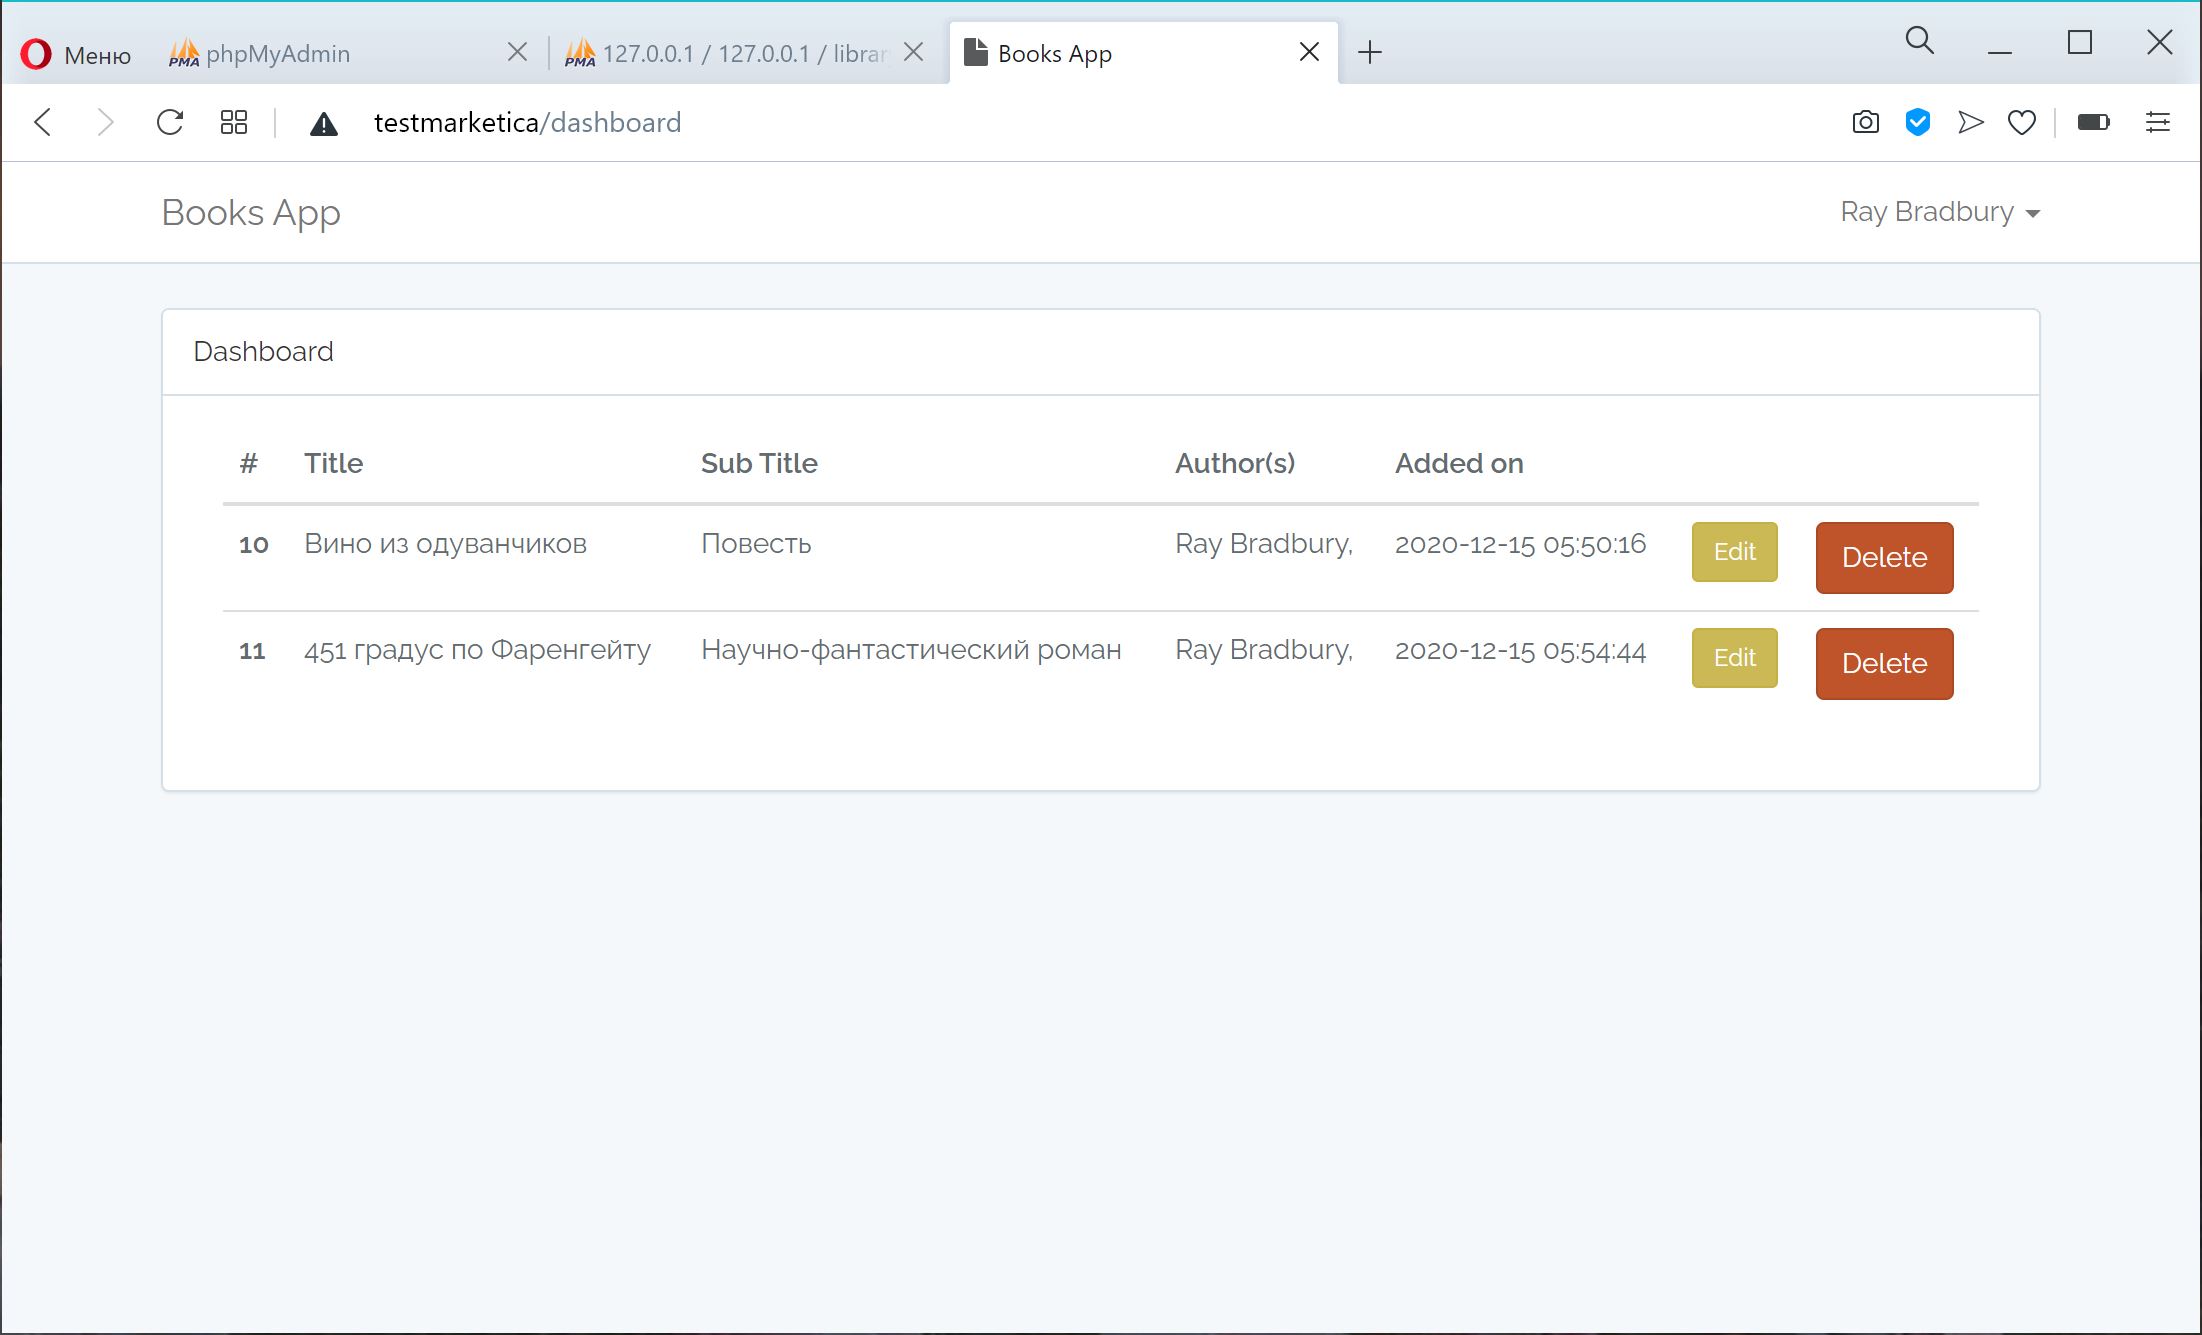 Меню PMA phpMyAdmin PMA 127.0.0.1 / 127.0.0.1 / librar Books App
testmarketica/dashboard
Books App Ray Bradbury
Dashboard
# Title Sub Title Author(s) Added on
10 Вино из одуванчиков Повесть Ray Bradbury, 2020-12-15 05:50:16 Edit Delete
11 451 градус по Фаренгейту Научно-фантастический роман Ray Bradbury, 2020-12-15 05:54:44 Edit Delete